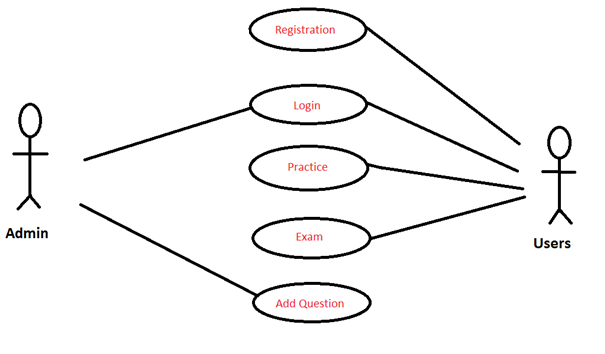 Registration
Login
Practice
Admin
Exam
Users
Add Question